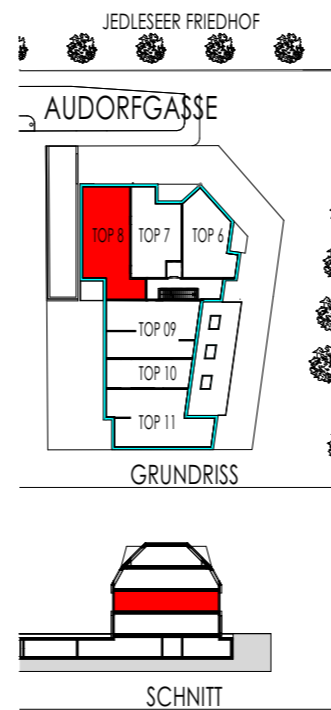 JEDLESEER FRIEDHOF
AUDORFGASSE
TOP 8 TOP 7 TOP 6
TOP 09
TOP 10
TOP 11
GRUNDRISS
SCHNITT